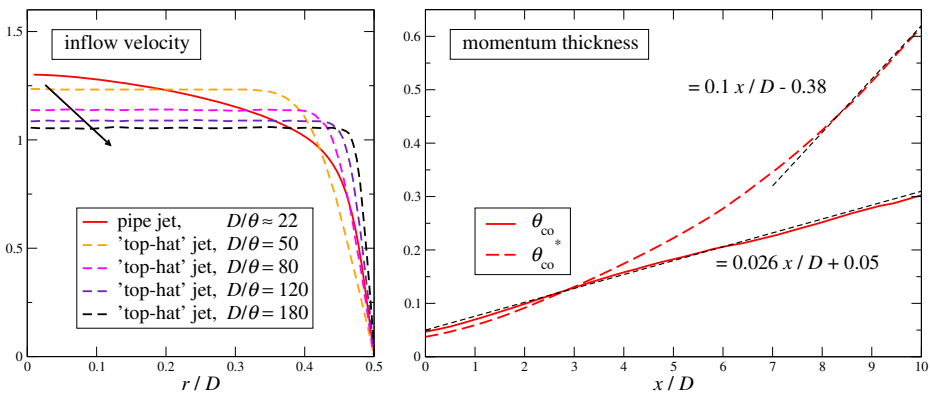 inflow velocity
1.5
1
0.5
0
pipe jet, D/θ ≈ 22
'top-hat' jet, D/θ = 50
'top-hat' jet, D/θ = 80
'top-hat' jet, D/θ = 120
'top-hat' jet, D/θ = 180
0 0.1 0.2 0.3 0.4 0.5
r / D
momentum thickness
0.6
0.5
0.4
0.3
0.2
0.1
0
= 0.1 x / D - 0.38
θco
θco*
= 0.026 x / D + 0.05
0 1 2 3 4 5 6 7 8 9 10
x / D